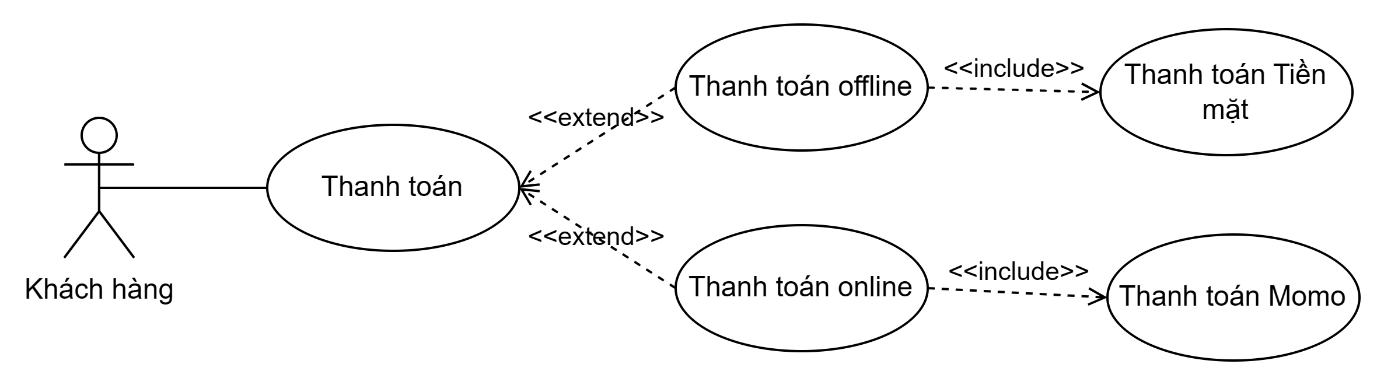 Thanh toán offline
<<include>>
Thanh toán Tiền
mặt
<<extend>>
Thanh toán
<<extend>>
Khách hàng
Thanh toán online
<<include>>
Thanh toán Momo